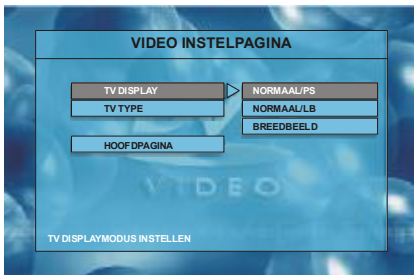 VIDEO INSTELPAGINA
TV DISPLAY NORMAAL/PS
TV TYPE NORMAAL/LB
BREEDBEELD
HOOFDPAGINA
VIDEO
TV DISPLAYMODUS INSTELLEN